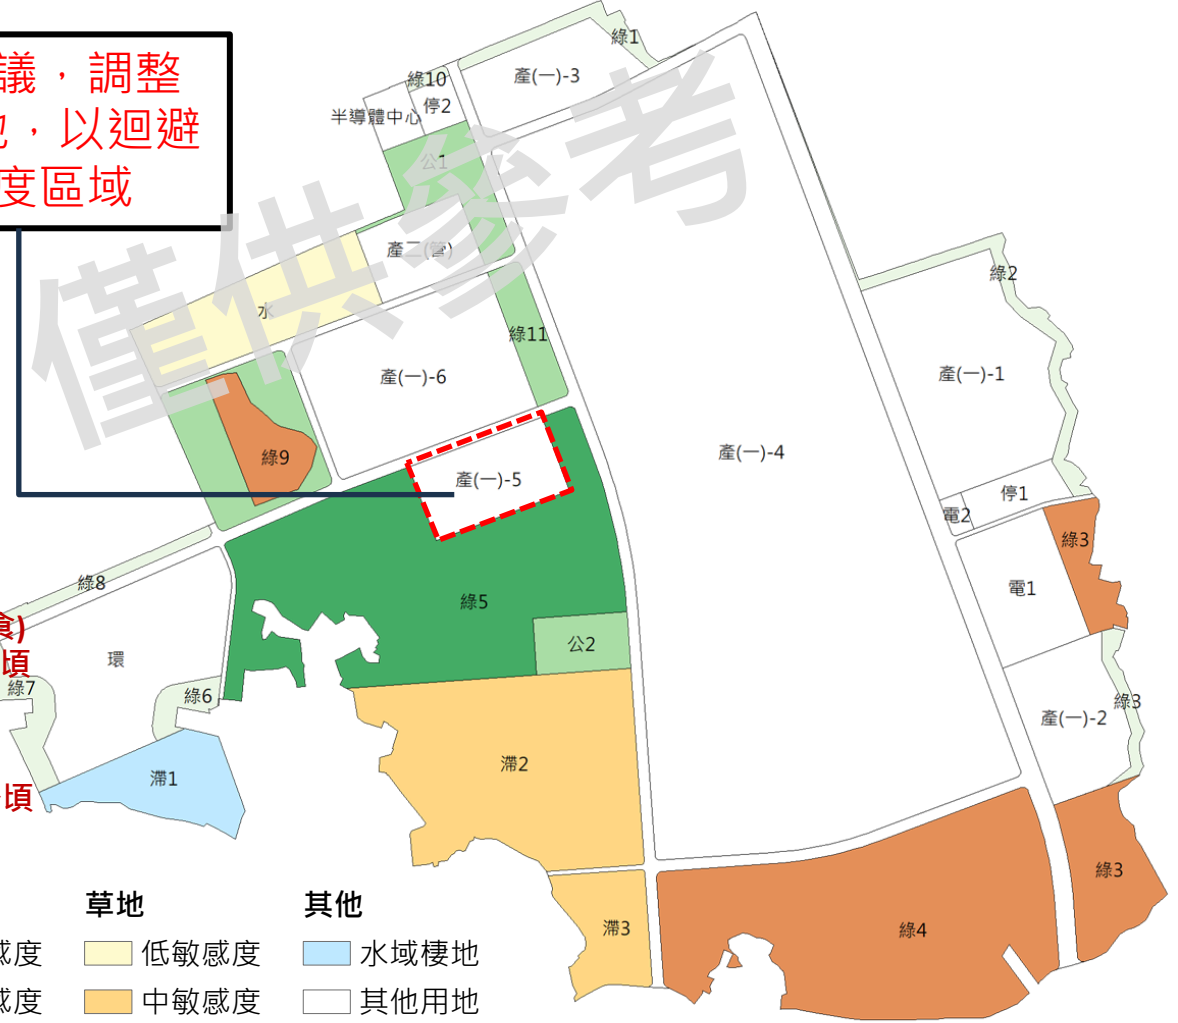 議，調整
地，以迴避
度區域
僅供參考
綠1
產(一)-3
綠10
停2
半導體中心
公1
產二(管)
水
綠2
綠11
產(一)-6
產(一)-1
綠9
產(一)-4
產(一)-5
停1
電2
綠3
綠8
綠5
電1
食)
頃
環
公2
綠7
綠6
綠3
產(一)-2
滯1
滯2
頃
綠3
滯3
綠4
草地
其他
感度
低敏感度
水域棲地
感度
中敏感度
其他用地